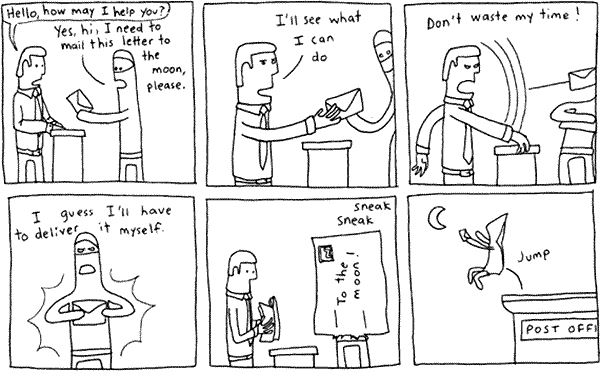 Hello, how may I help you?
Yes, hi, I need to
mail this letter to
the
moon,
please.
I'll see what
I can
do
Don't waste my time!
I guess I'll have
to deliver it myself.
sneak
sneak
To the
moon!
Jump
POST OFFI